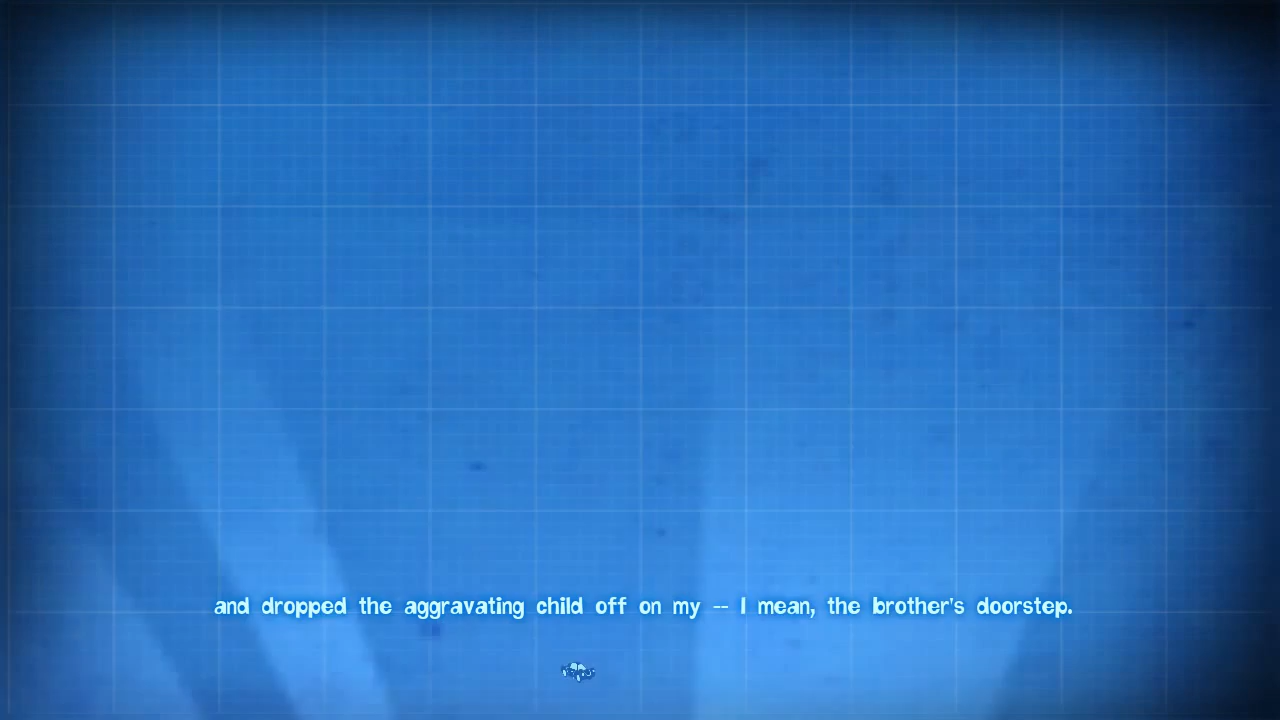 and dropped the aggravating child off on my -- I mean, the brother's doorstep.